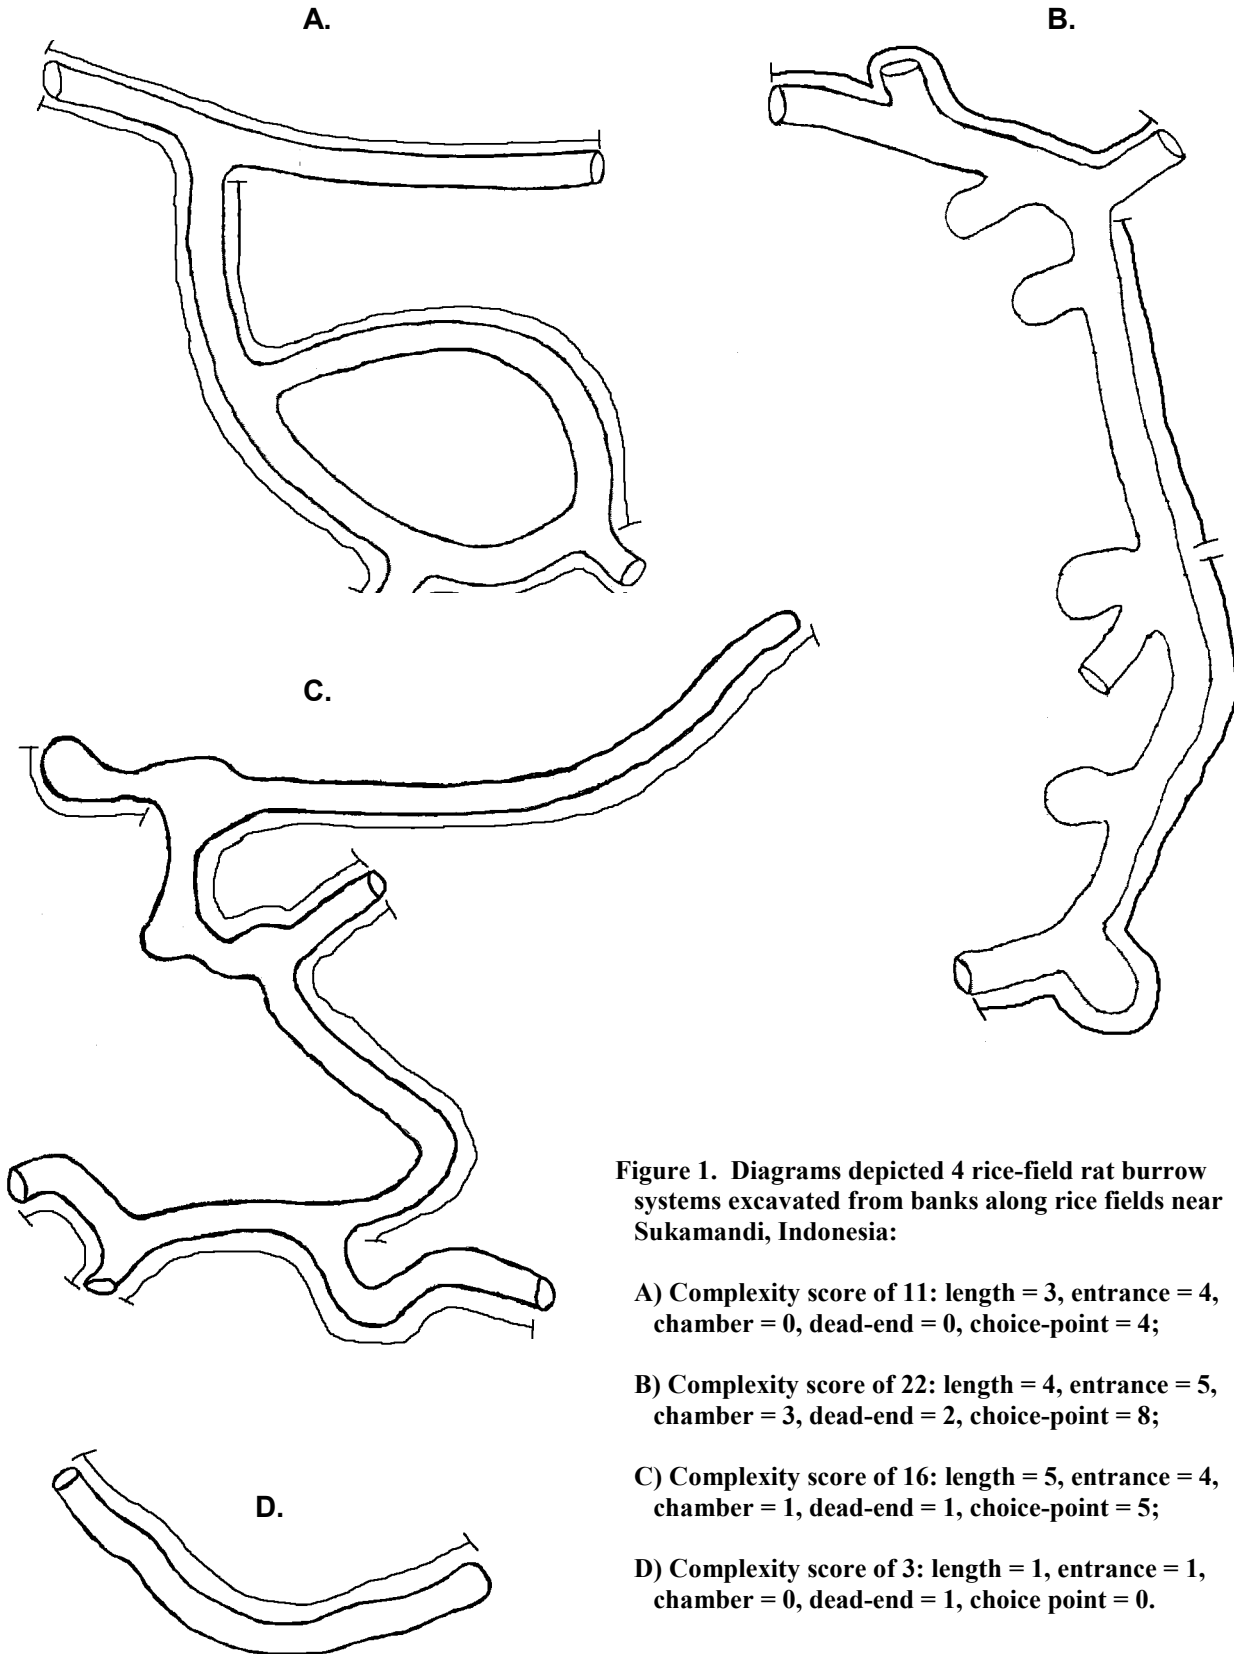 A.
B.
C.
D.
Figure 1. Diagrams depicted 4 rice-field rat burrow
systems excavated from banks along rice fields near
Sukamandi, Indonesia:
A) Complexity score of 11: length = 3, entrance = 4,
chamber = 0, dead-end = 0, choice-point = 4;
B) Complexity score of 22: length = 4, entrance = 5,
chamber = 3, dead-end = 2, choice-point = 8;
C) Complexity score of 16: length = 5, entrance = 4,
chamber = 1, dead-end = 1, choice-point = 5;
D) Complexity score of 3: length = 1, entrance = 1,
chamber = 0, dead-end = 1, choice point = 0.